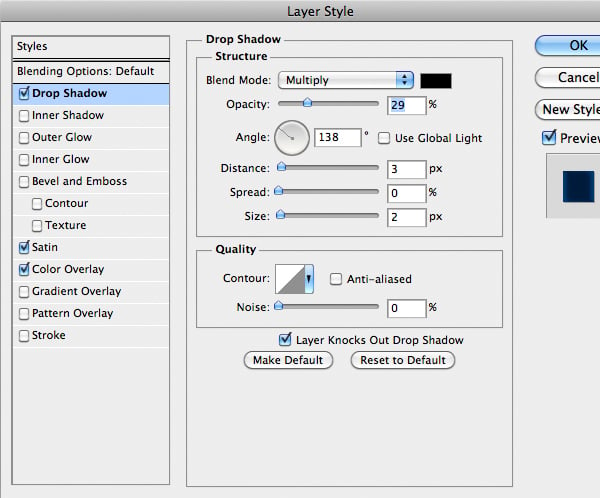 Layer Style
Styles
Blending Options: Default
Drop Shadow
Inner Shadow
Outer Glow
Inner Glow
Bevel and Emboss
Contour
Texture
Satin
Color Overlay
Gradient Overlay
Pattern Overlay
Stroke
Drop Shadow
Structure
Blend Mode: Multiply
Opacity: 29 %
Angle: 138 ° Use Global Light
Distance: 3 px
Spread: 0 %
Size: 2 px
Quality
Contour: Anti-aliased
Noise: 0 %
Layer Knocks Out Drop Shadow
Make Default Reset to Default
OK
Cancel
New Style
Preview